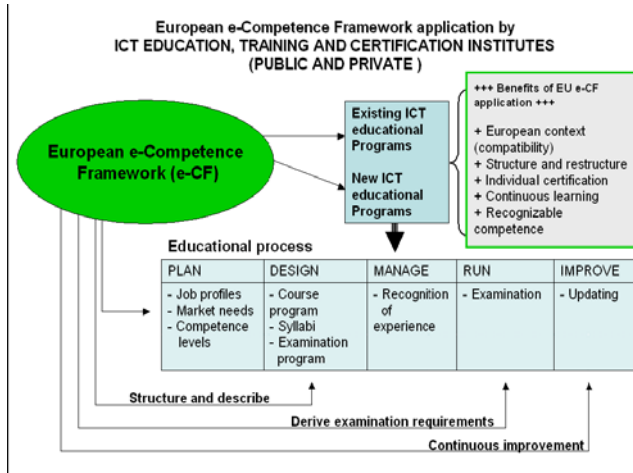 European e-Competence Framework application by
ICT EDUCATION, TRAINING AND CERTIFICATION INSTITUTES
(PUBLIC AND PRIVATE )
European e-Competence
Framework (e-CF)
Existing ICT
educational
Programs
New ICT
educational
Programs
+++ Benefits of EU e-CF
application +++
+ European context
(compatibility)
+ Structure and restructure
+ Individual certification
+ Continuous learning
+ Recognizable
competence
Educational process
PLAN
- Job profiles
- Market needs
- Competence
levels
DESIGN
- Course
program
- Syllabi
- Examination
program
MANAGE
- Recognition
of
experience
RUN
- Examination
IMPROVE
- Updating
Structure and describe
Derive examination requirements
Continuous improvement